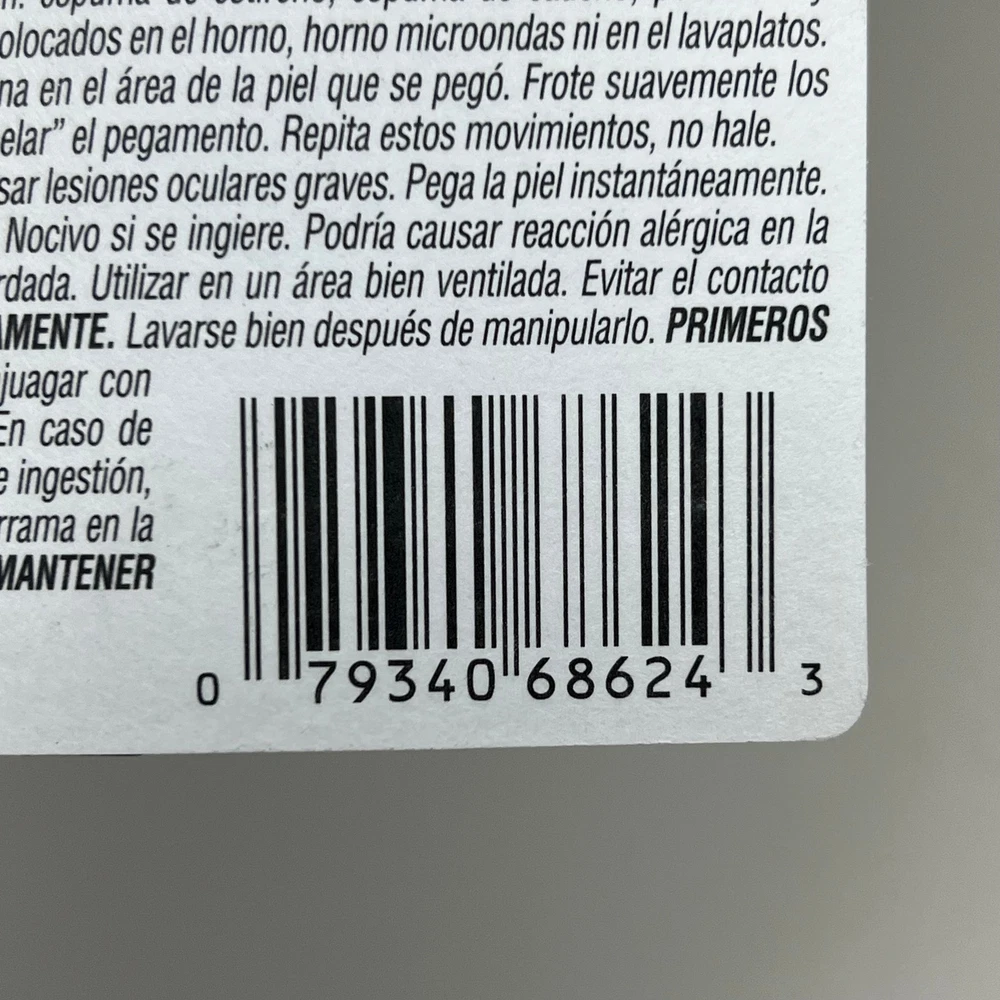 olocados en el horno, horno microondas ni en el lavaplatos.
na en el área de la piel que se pegó. Frote suavemente los
elar” el pegamento. Repita estos movimientos, no hale.
sar lesiones oculares graves. Pega la piel instantáneamente.
Nocivo si se ingiere. Podría causar reacción alérgica en la
rdada. Utilizar en un área bien ventilada. Evitar el contacto
AMENTE. Lavarse bien después de manipularlo. PRIMEROS
juagar con
En caso de
e ingestión,
rrama en la
MANTENER
0 79340 68624 3